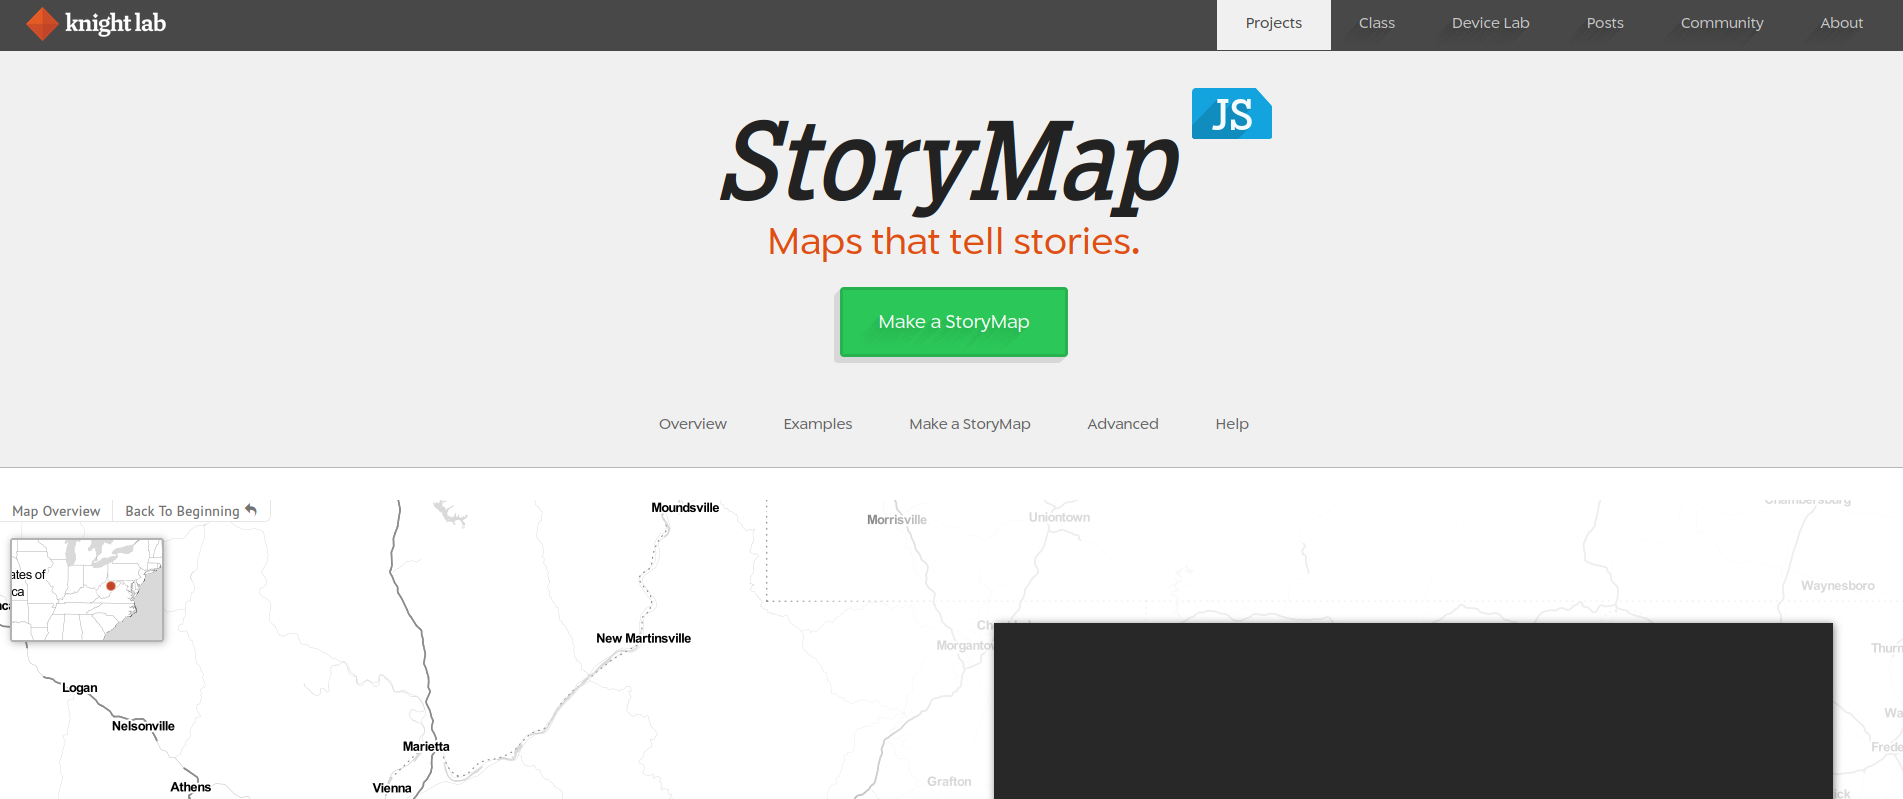 knight lab
Projects Class Device Lab Posts Community About
StoryMap JS
Maps that tell stories.
Make a StoryMap
Overview Examples Make a StoryMap Advanced Help
Map Overview Back To Beginning
Moundsville
Morrisville
Uniontown
Chambersburg
ates of
ca
Waynesboro
New Martinsville
Morganto
Thurn
Logan
Nelsonville
Wa
Marietta
Frede
Athens
Vienna
Grafton
ick